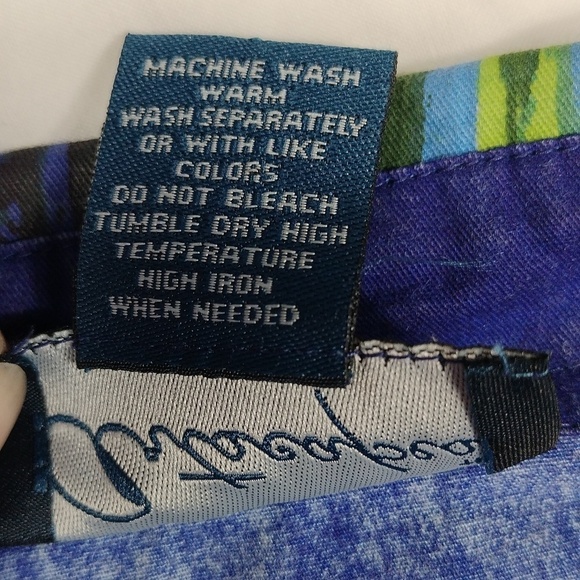 MACHINE WASH
WARM
WASH SEPARATELY
OR WITH LIKE
COLORS
DO NOT BLEACH
TUMBLE DRY HIGH
TEMPERATURE
HIGH IRON
WHEN NEEDED